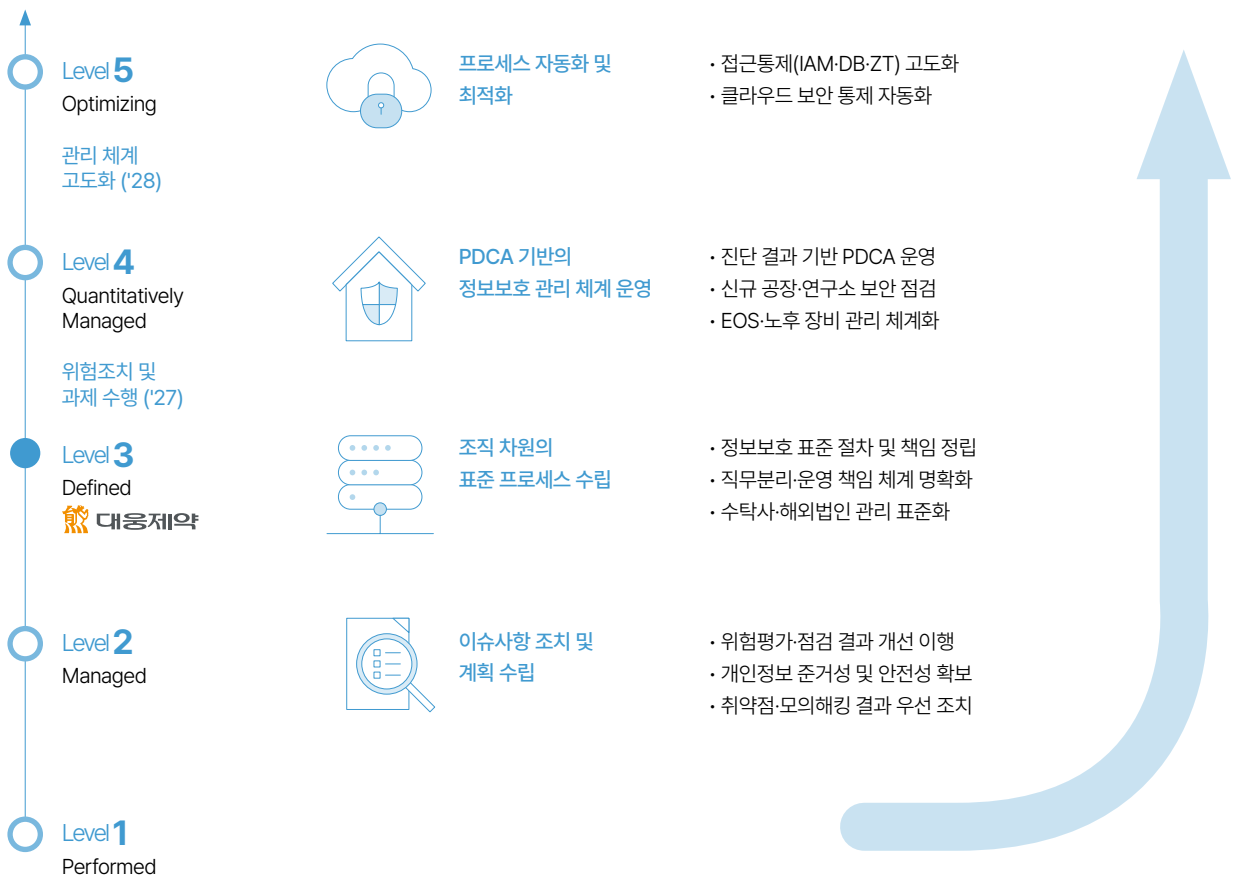 Level 5
Optimizing
관리 체계
고도화 ('28)
프로세스 자동화 및
최적화
• 접근통제(IAM·DB·ZT) 고도화
• 클라우드 보안 통제 자동화
Level 4
Quantitatively
Managed
위험조치 및
과제 수행 ('27)
PDCA 기반의
정보보호 관리 체계 운영
• 진단 결과 기반 PDCA 운영
• 신규 공장·연구소 보안 점검
• EOS·노후 장비 관리 체계화
Level 3
Defined
대웅제약
조직 차원의
표준 프로세스 수립
• 정보보호 표준 절차 및 책임 정립
• 직무분리·운영 책임 체계 명확화
• 수탁사·해외법인 관리 표준화
Level 2
Managed
이슈사항 조치 및
계획 수립
• 위험평가·점검 결과 개선 이행
• 개인정보 준거성 및 안전성 확보
• 취약점·모의해킹 결과 우선 조치
Level 1
Performed